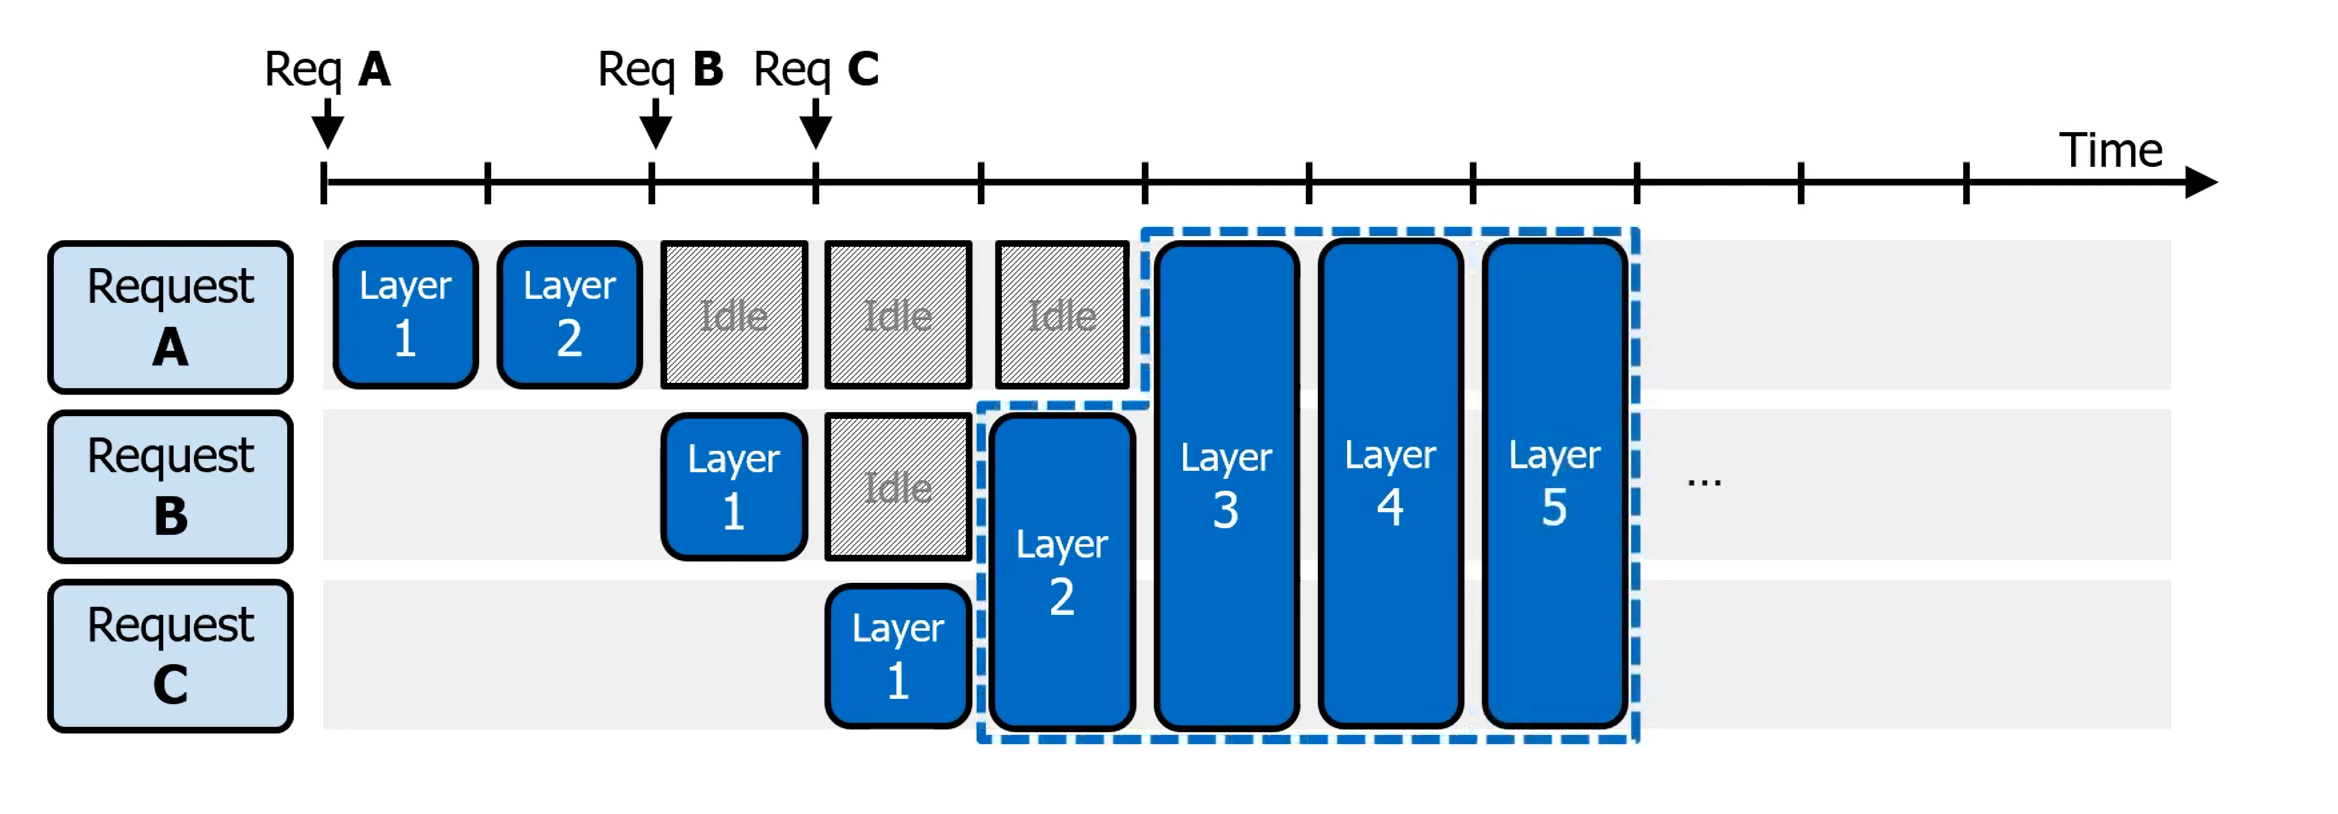 Req A
Req B
Req C
Time
Request
A
Layer
1
Layer
2
Idle
Idle
Idle
Layer
3
Layer
4
Layer
5
Request
B
Layer
1
Idle
Layer
2
...
Request
C
Layer
1